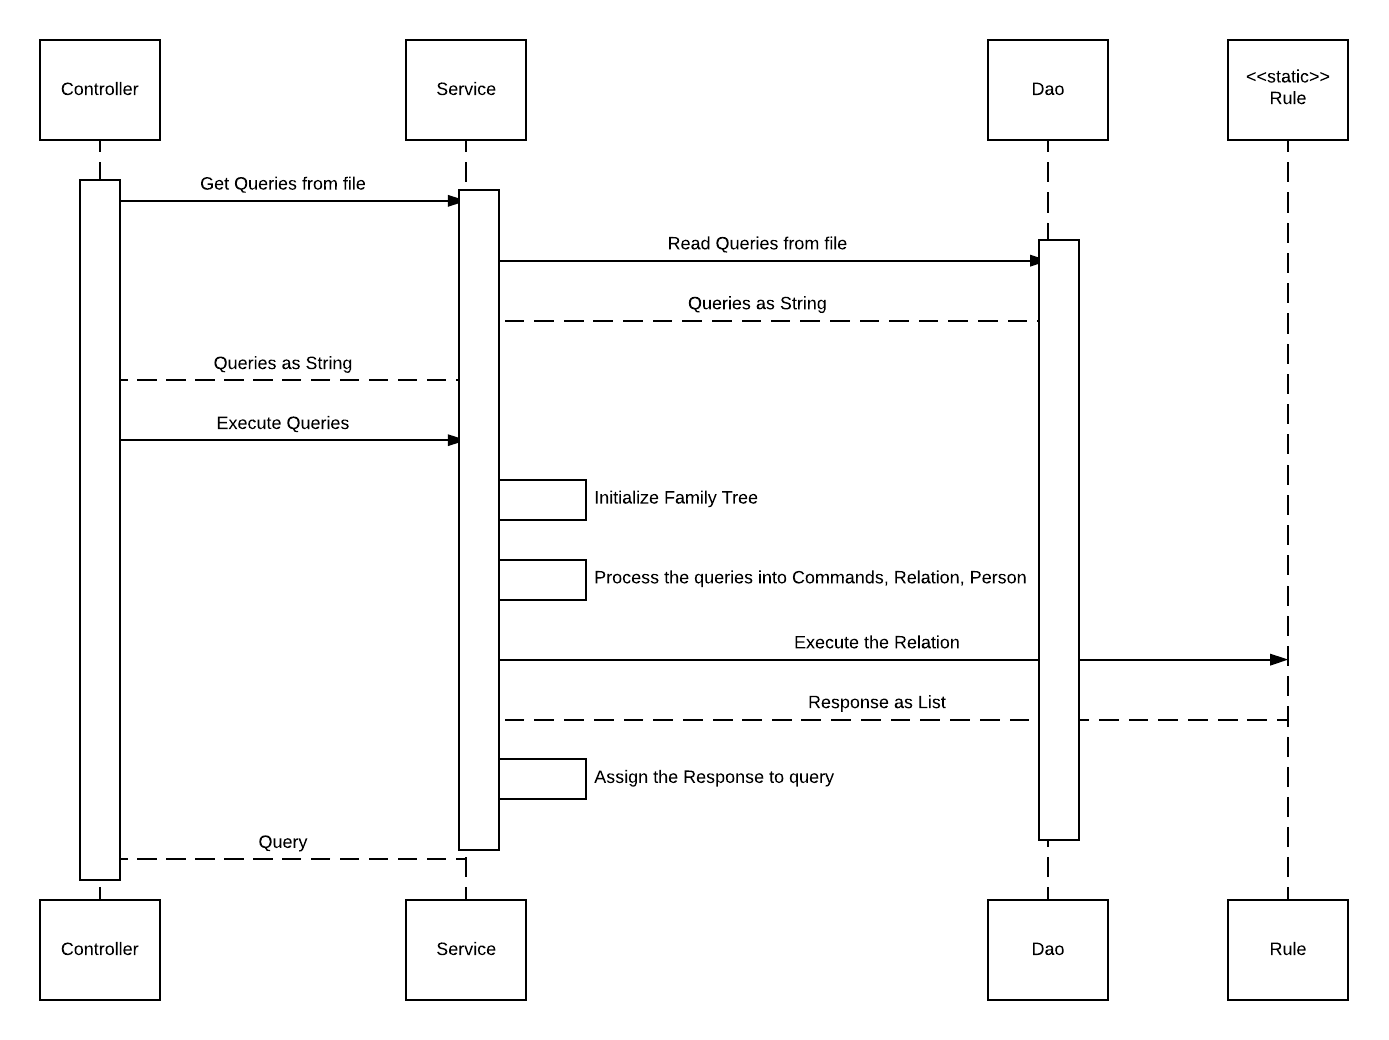 Controller
Service
Dao
<<static>>
Rule
Get Queries from file
Read Queries from file
Queries as String
Queries as String
Execute Queries
Initialize Family Tree
Process the queries into Commands, Relation, Person
Execute the Relation
Response as List
Assign the Response to query
Query
Controller
Service
Dao
Rule